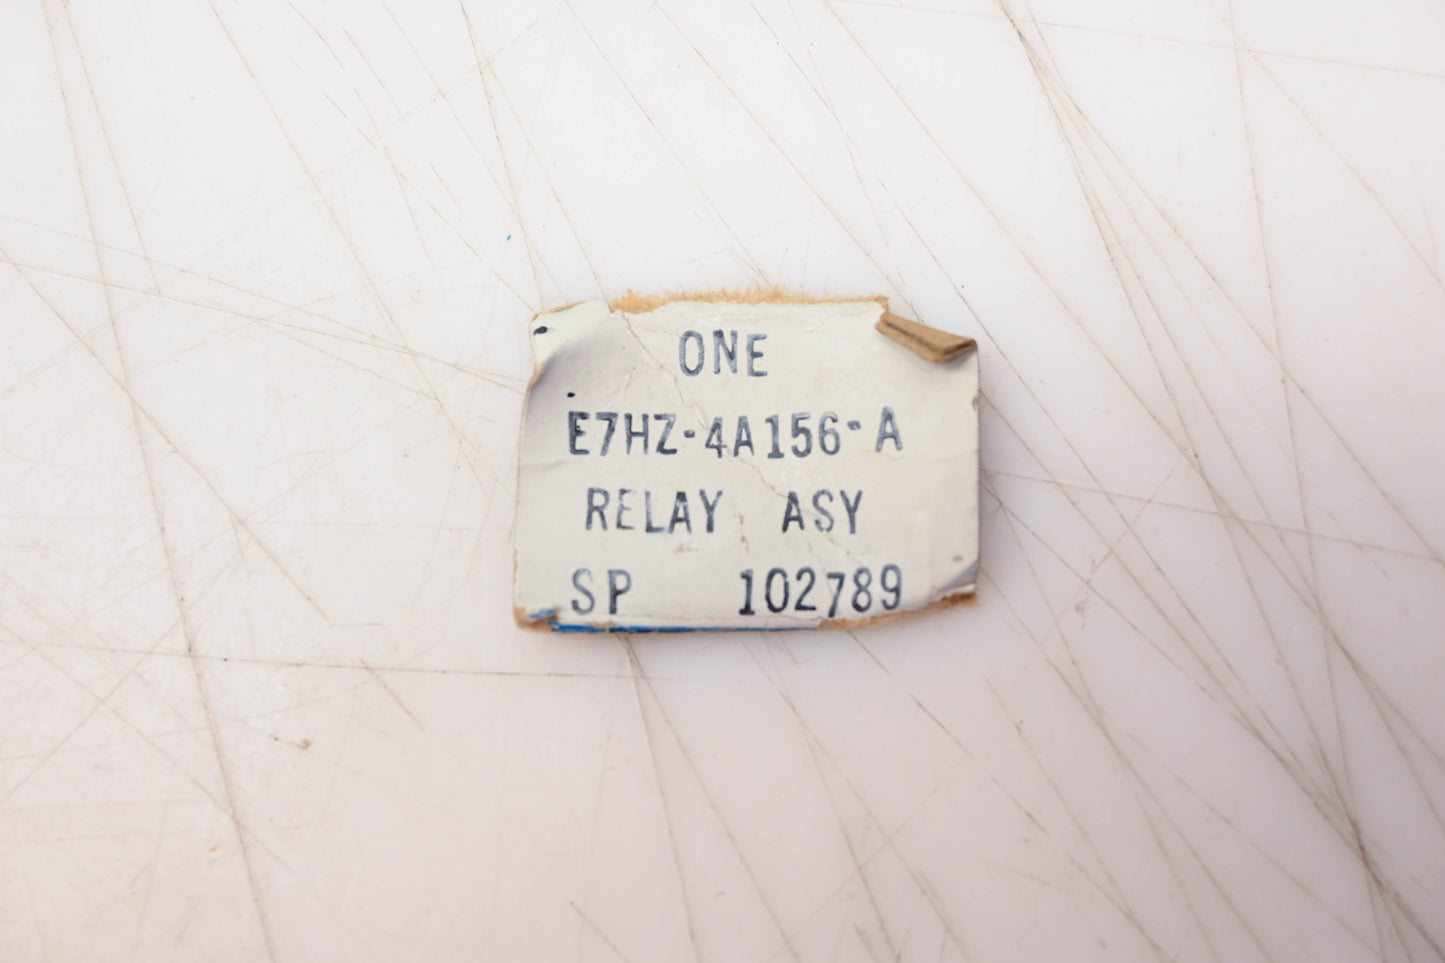 ONE
E7HZ-4A156-A
RELAY ASY
SP 102789